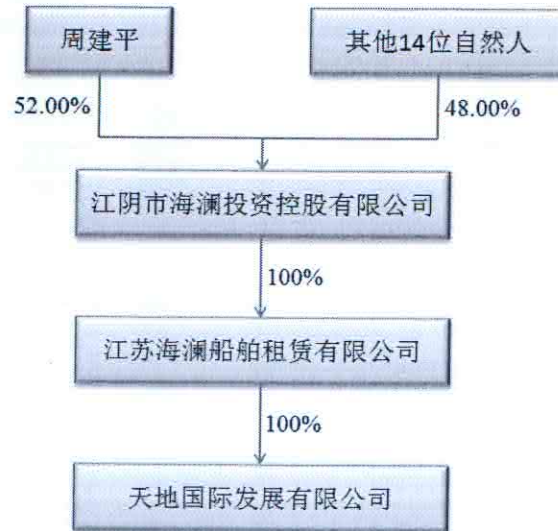 周建平
其他14位自然人
52.00%
48.00%
江阴市海澜投资控股有限公司
100%
江苏海澜船舶租赁有限公司
100%
天地国际发展有限公司